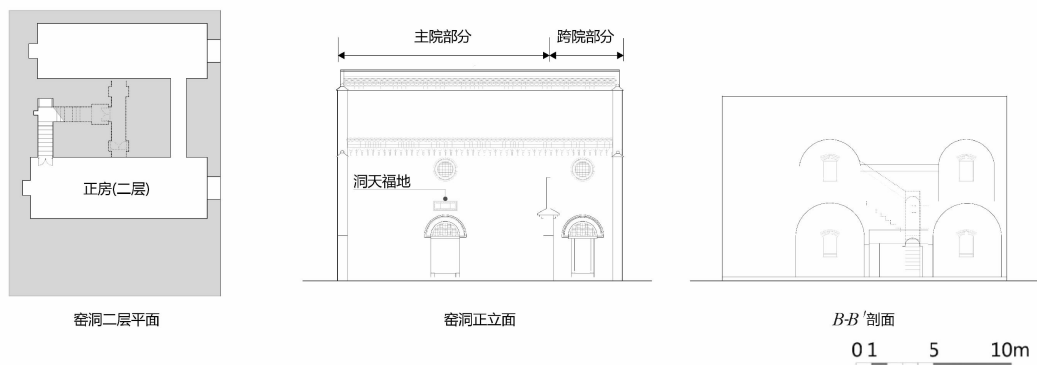 主院部分
跨院部分
正房(二层)
洞天福地
窑洞二层平面
窑洞正立面
B-B'剖面
0 1 5 10m